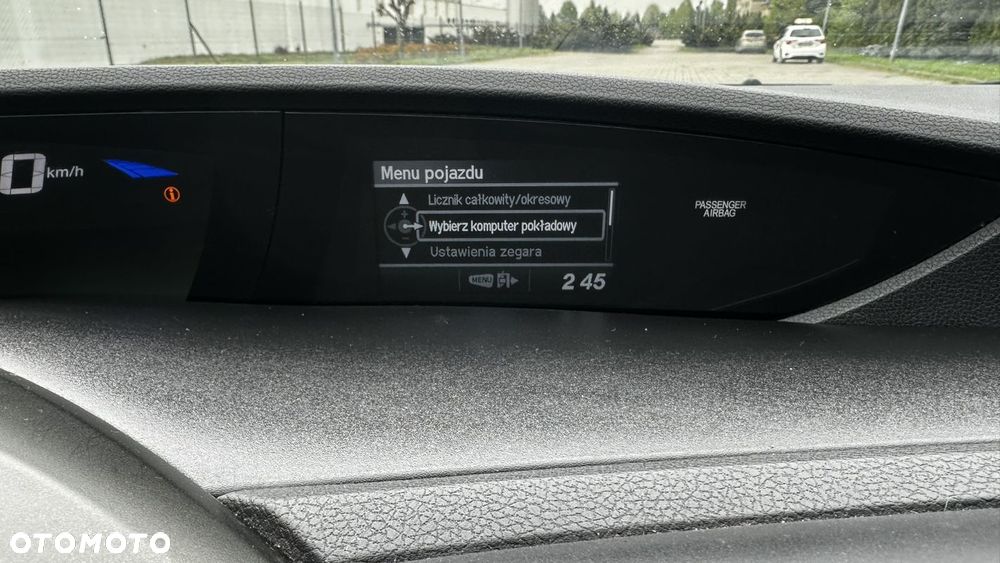 0 km/h
Menu pojazdu
Licznik całkowity/okresowy
Wybierz komputer pokładowy
Ustawienia zegara
MENU
2 45
PASSENGER
AIRBAG
OTOMOTO